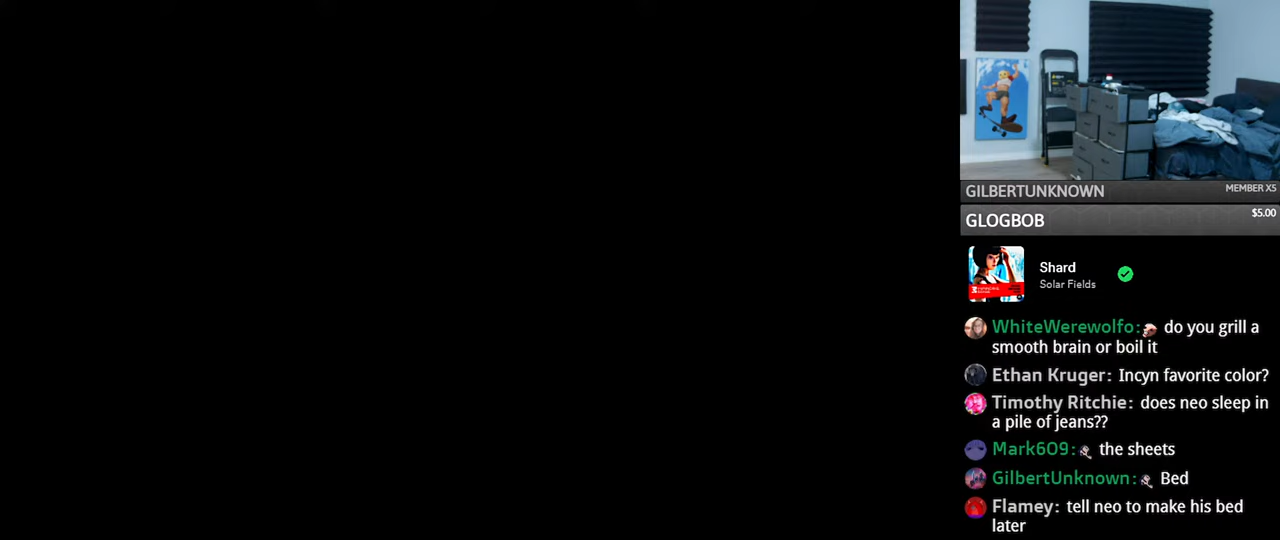 GILBERTUNKNOWN
MEMBER X5
GLOGBOB
$5.00
Shard
Solar Fields
WhiteWerewolfo: do you grill a
smooth brain or boil it
Ethan Kruger: Incyn favorite color?
Timothy Ritchie: does neo sleep in
a pile of jeans??
Mark609: the sheets
GilbertUnknown: Bed
Flamey: tell neo to make his bed
later